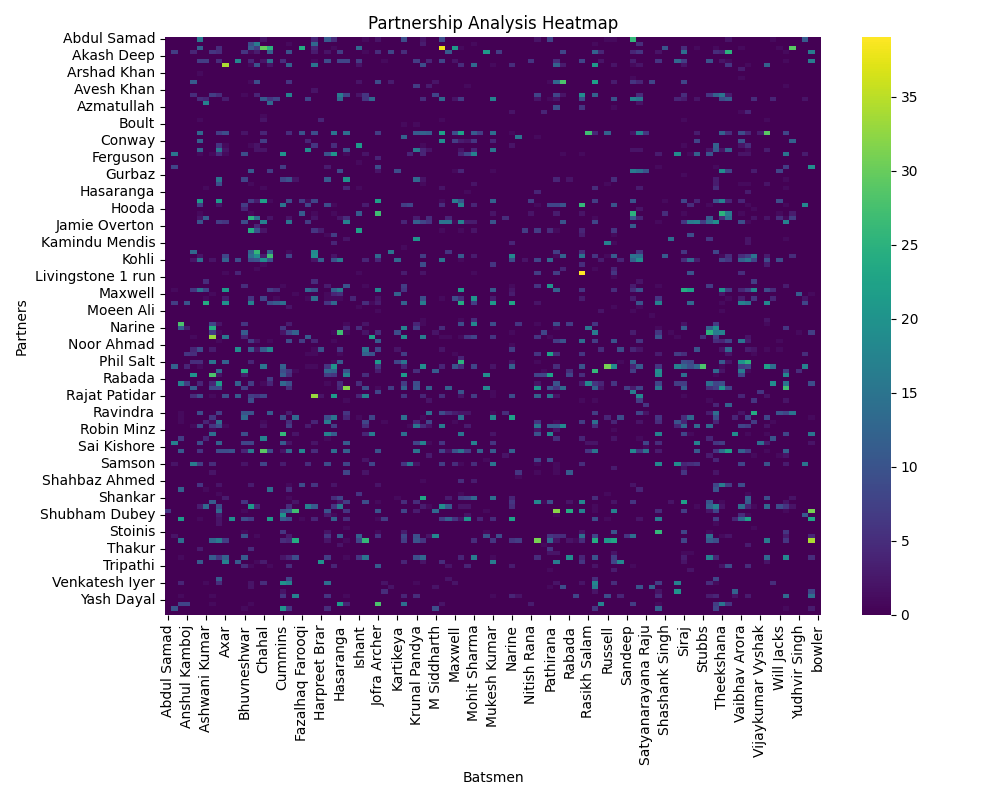 Partnership Analysis Heatmap
Partners
Abdul Samad
Akash Deep
Arshad Khan
Avesh Khan
Azmatullah
Boult
Conway
Ferguson
Gurbaz
Hasaranga
Hooda
Jamie Overton
Kamindu Mendis
Kohli
Livingstone 1 run
Maxwell
Moeen Ali
Narine
Noor Ahmad
Phil Salt
Rabada
Rajat Patidar
Ravindra
Robin Minz
Sai Kishore
Samson
Shahbaz Ahmed
Shankar
Shubham Dubey
Stoinis
Thakur
Tripathi
Venkatesh Iyer
Yash Dayal
35
30
25
20
15
10
5
0
Abdul Samad
Anshul Kamboj
Ashwani Kumar
Axar
Bhuvneshwar
Chahal
Cummins
Fazalhaq Farooqi
Harpreet Brar
Hasaranga
Ishant
Jofra Archer
Kartikeya
Krunal Pandya
M Siddharth
Maxwell
Mohit Sharma
Mukesh Kumar
Narine
Nitish Rana
Pathirana
Rabada
Rasikh Salam
Russell
Sandeep
Satyanarayana Raju
Shashank Singh
Siraj
Stubbs
Theekshana
Vaibhav Arora
Vijaykumar Vyshak
Will Jacks
Yudhvir Singh
bowler
Batsmen